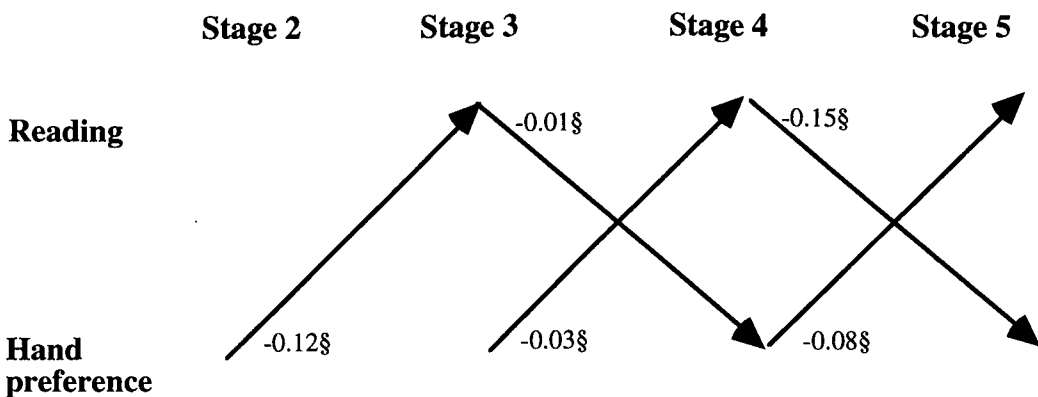 Stage 2 Stage 3 Stage 4 Stage 5
Reading
-0.01§ -0.15§
-0.12§ -0.03§ -0.08§
Hand
preference